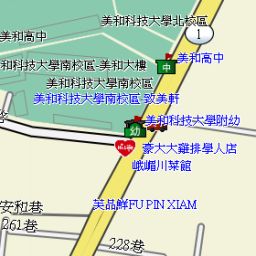 美和科技大學北校區
1
美和高中
美和高中
中
美和科技大學南校區-美和大樓
美和科技大學南校區
美和科技大學南校區-致美軒
美和科技大學附幼
幼
豪大大雞排學人店
峨嵋川菜館
安和巷
芙品鮮FU PIN XIAM
261巷
228巷